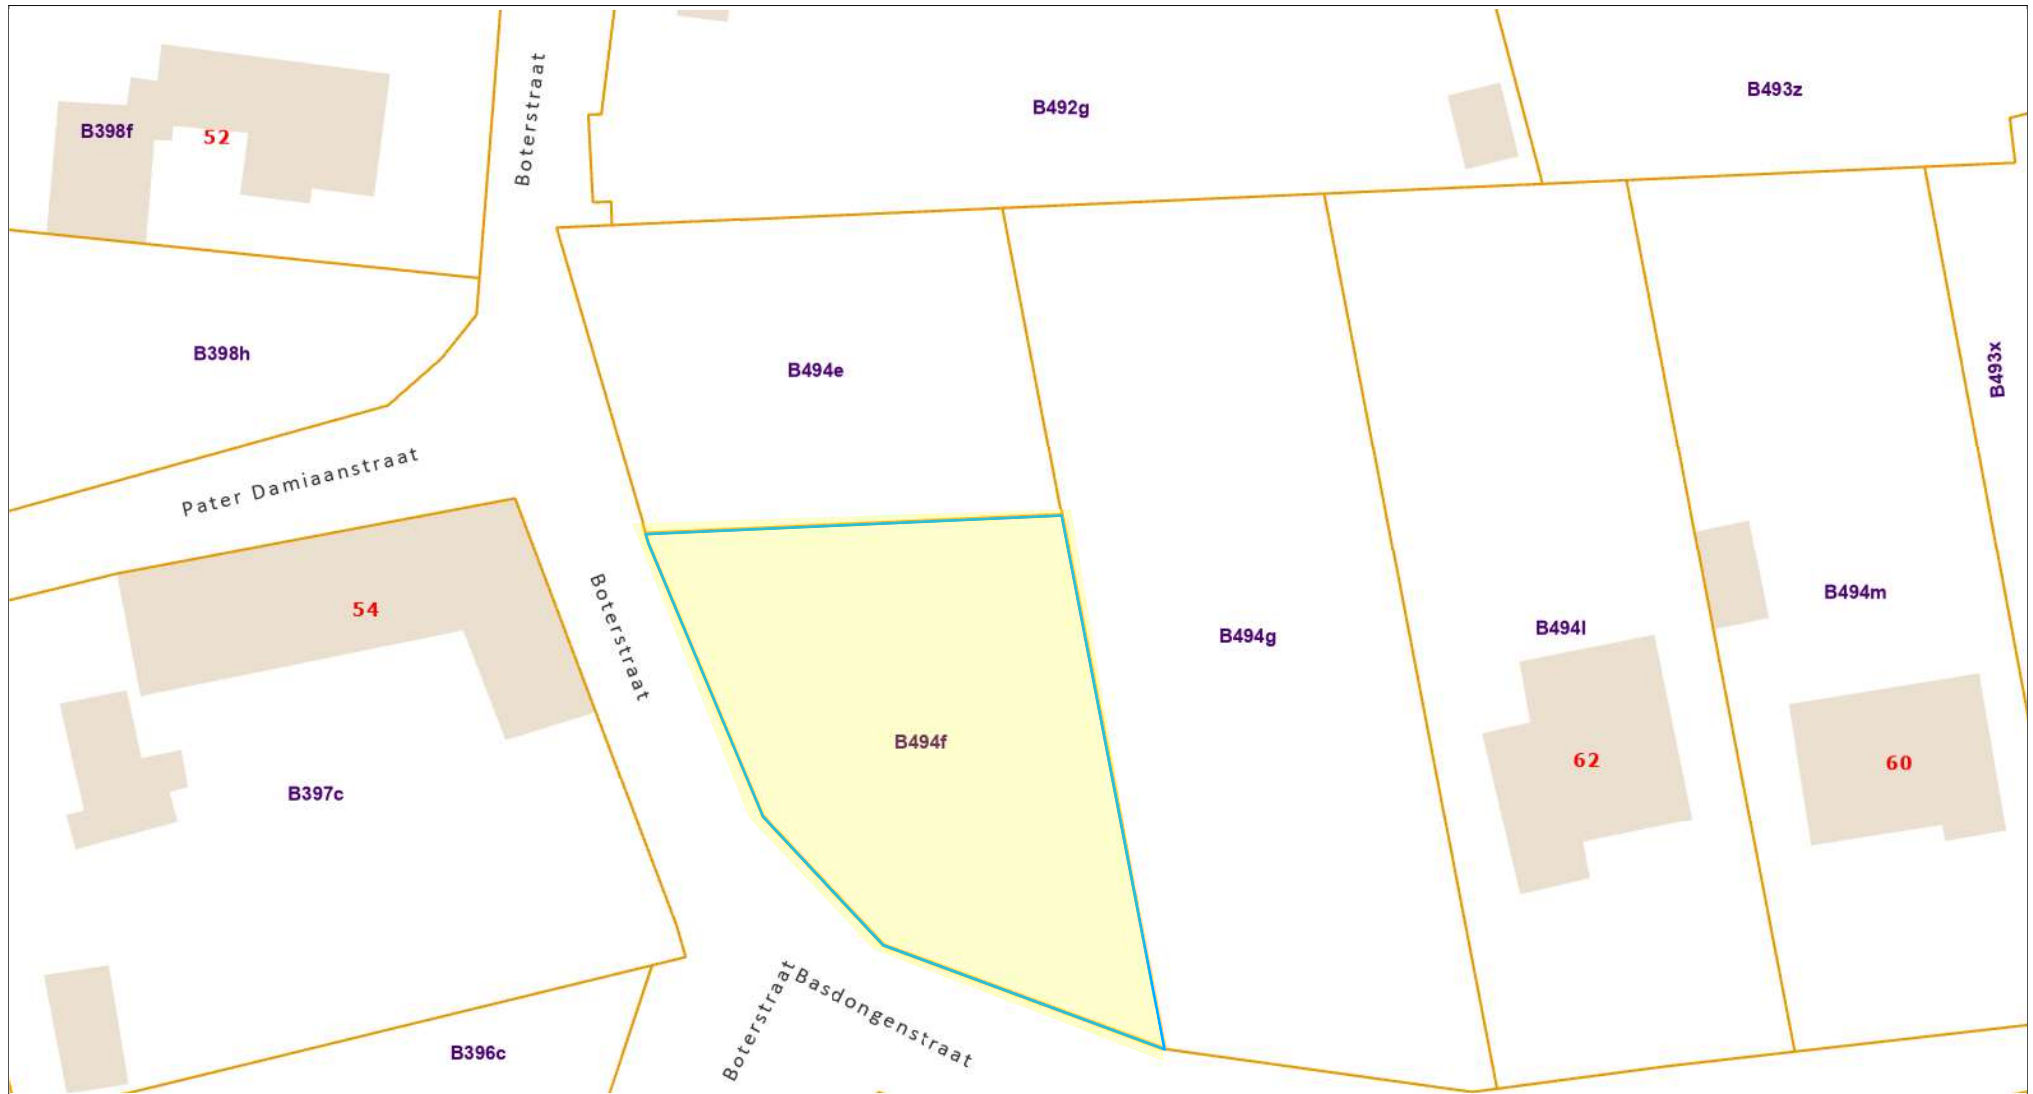 B493z
B492g
Boterstraat
B398f
52
B398h
B494e
B493x
Pater Damiaanstraat
B494m
54
Boterstraat
B494l
B494g
B494f
62
60
B397c
Basdongenstraat
Boterstraat
B396c